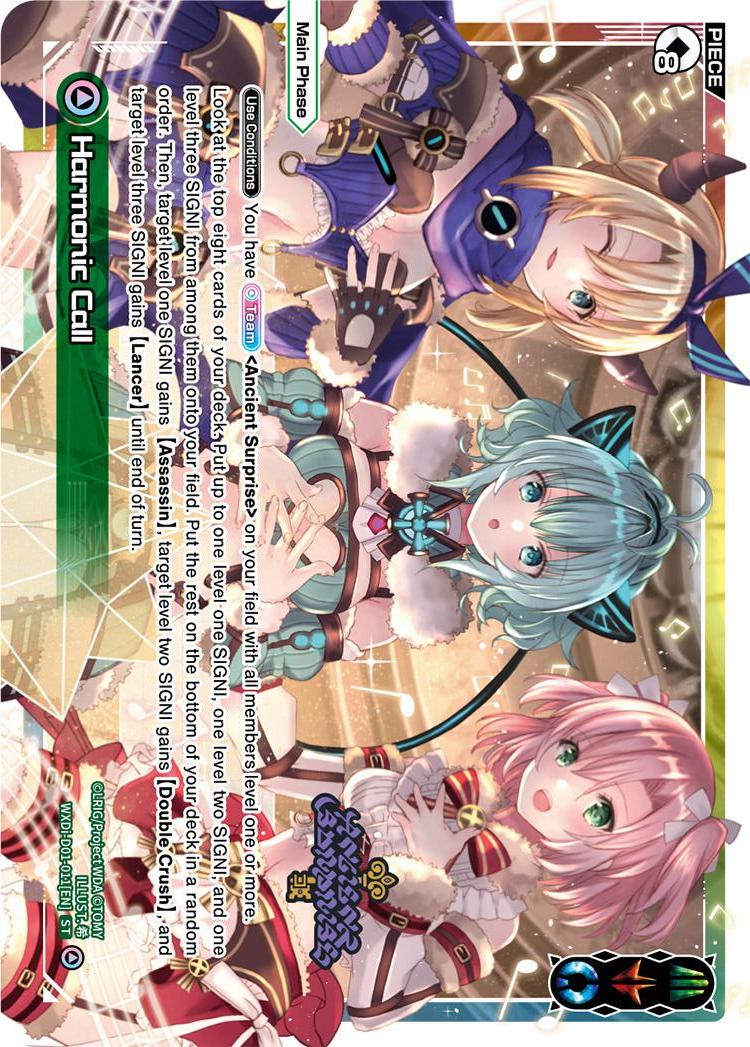 PIECE
8
Main Phase
Use Conditions You have Team <Ancient Surprise> on your field with all members level one or more.
Look at the top eight cards of your deck. Put up to one level one SIGNI, one level two SIGNI, and one
level three SIGNI from among them onto your field. Put the rest on the bottom of your deck in a random
order. Then, target level one SIGNI gains 【Assassin】, target level two SIGNI gains 【Double Crush】, and
target level three SIGNI gains 【Lancer】 until end of turn.
Harmonic Call
©LRIG/ProjectWDA ©TOMY
ILLUST.希
WXDi-D01-013[EN] ST